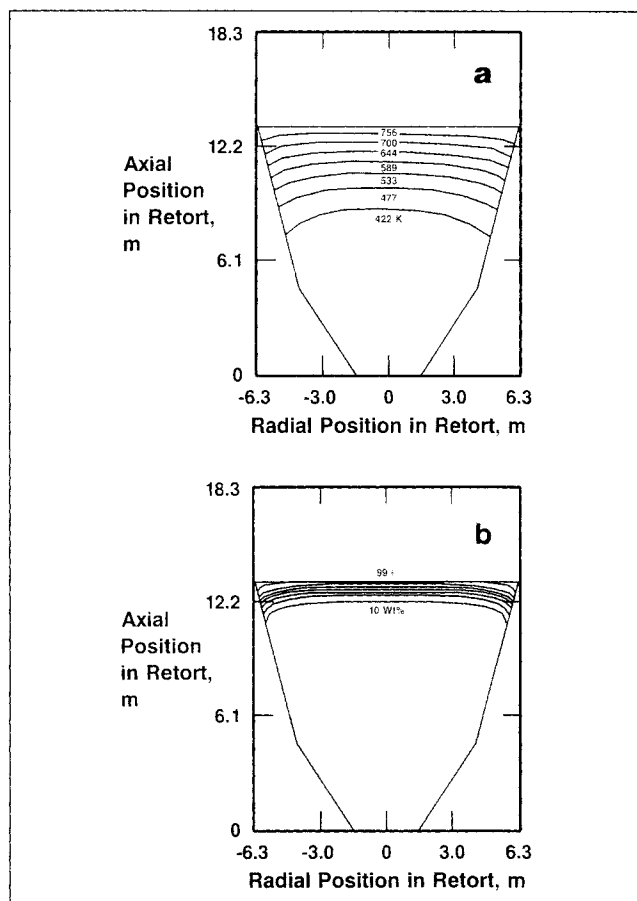 18.3
a
756
700
12.2
644
589
533
477
422 K
Axial
Position
in Retort,
m
6.1
0
-6.3 -3.0 0 3.0 6.3
Radial Position in Retort, m
18.3
b
99+
12.2
10 Wt%
Axial
Position
in Retort,
m
6.1
0
-6.3 -3.0 0 3.0 6.3
Radial Position in Retort, m